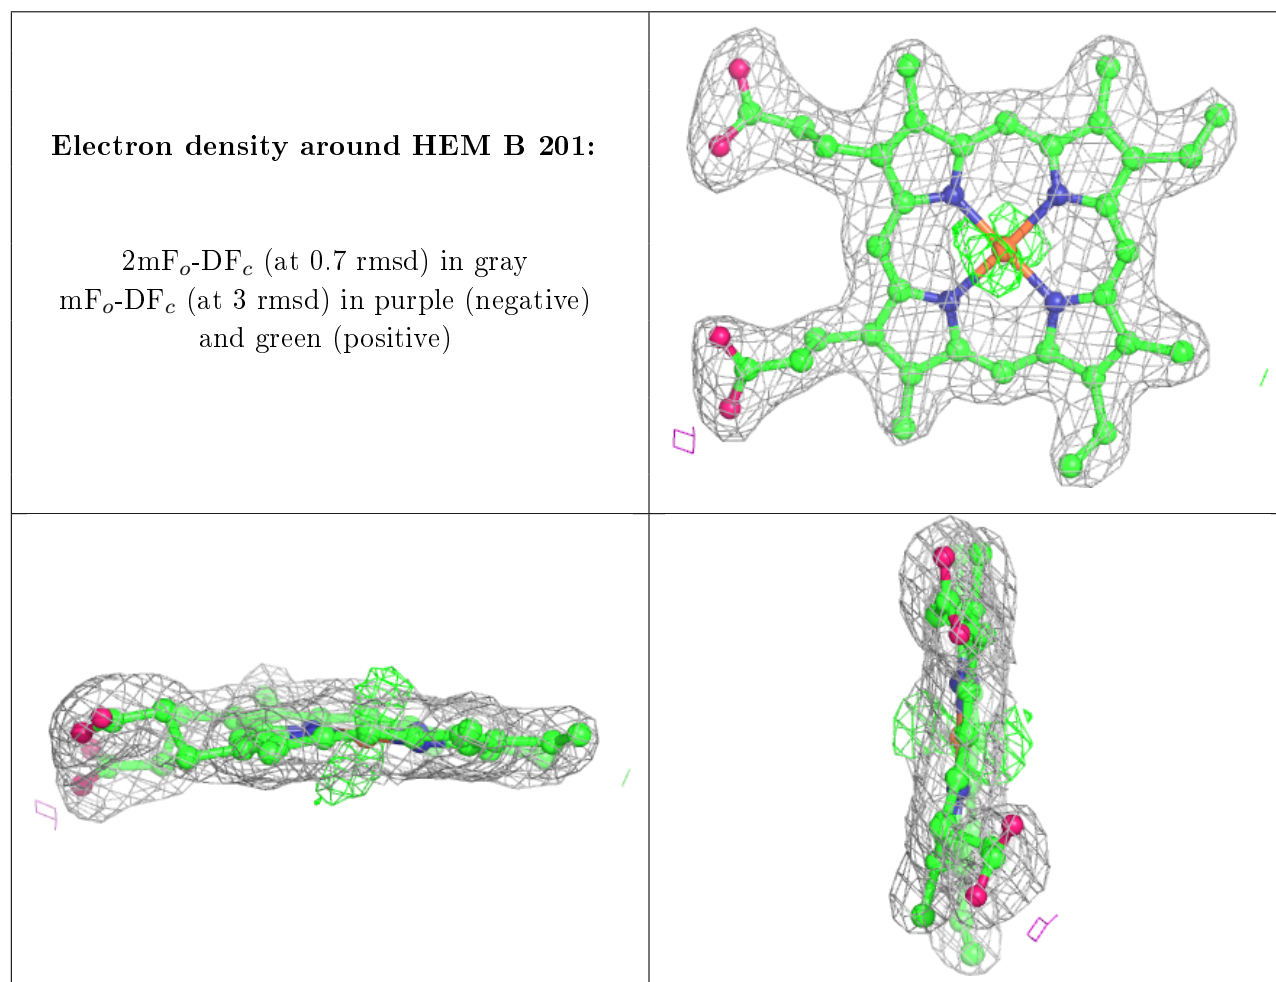 Electron density around HEM B 201:
2mFo-DFc (at 0.7 rmsd) in gray
mFo-DFc (at 3 rmsd) in purple (negative)
and green (positive)